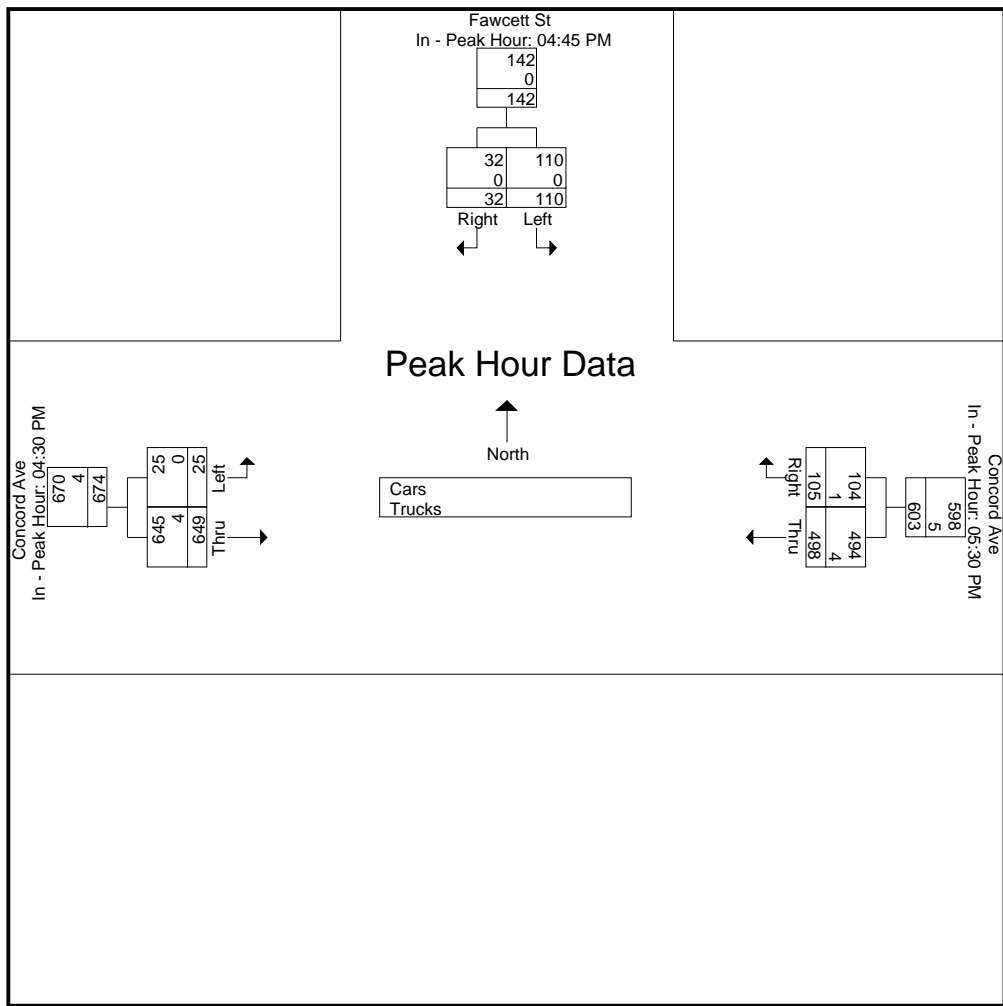 Fawcett St
In - Peak Hour: 04:45 PM
142
0
142
32 110
0 0
32 110
Right Left
Peak Hour Data
North
Cars
Trucks
Concord Ave
In - Peak Hour: 04:30 PM
670
4
674
25 0 25
Left
645 4 649
Thru
Concord Ave
In - Peak Hour: 05:30 PM
598
5
603
104 1 105
Right
494 4 498
Thru